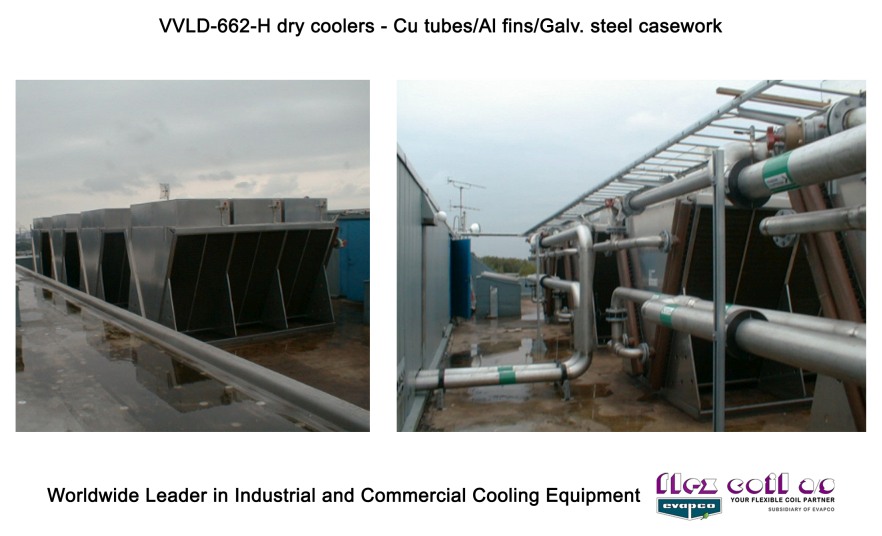 VVLD-662-H dry coolers - Cu tubes/Al fins/Galv. steel casework
Worldwide Leader in Industrial and Commercial Cooling Equipment
flex coil a/s
YOUR FLEXIBLE COIL PARTNER
evapco
SUBSIDIARY OF EVAPCO